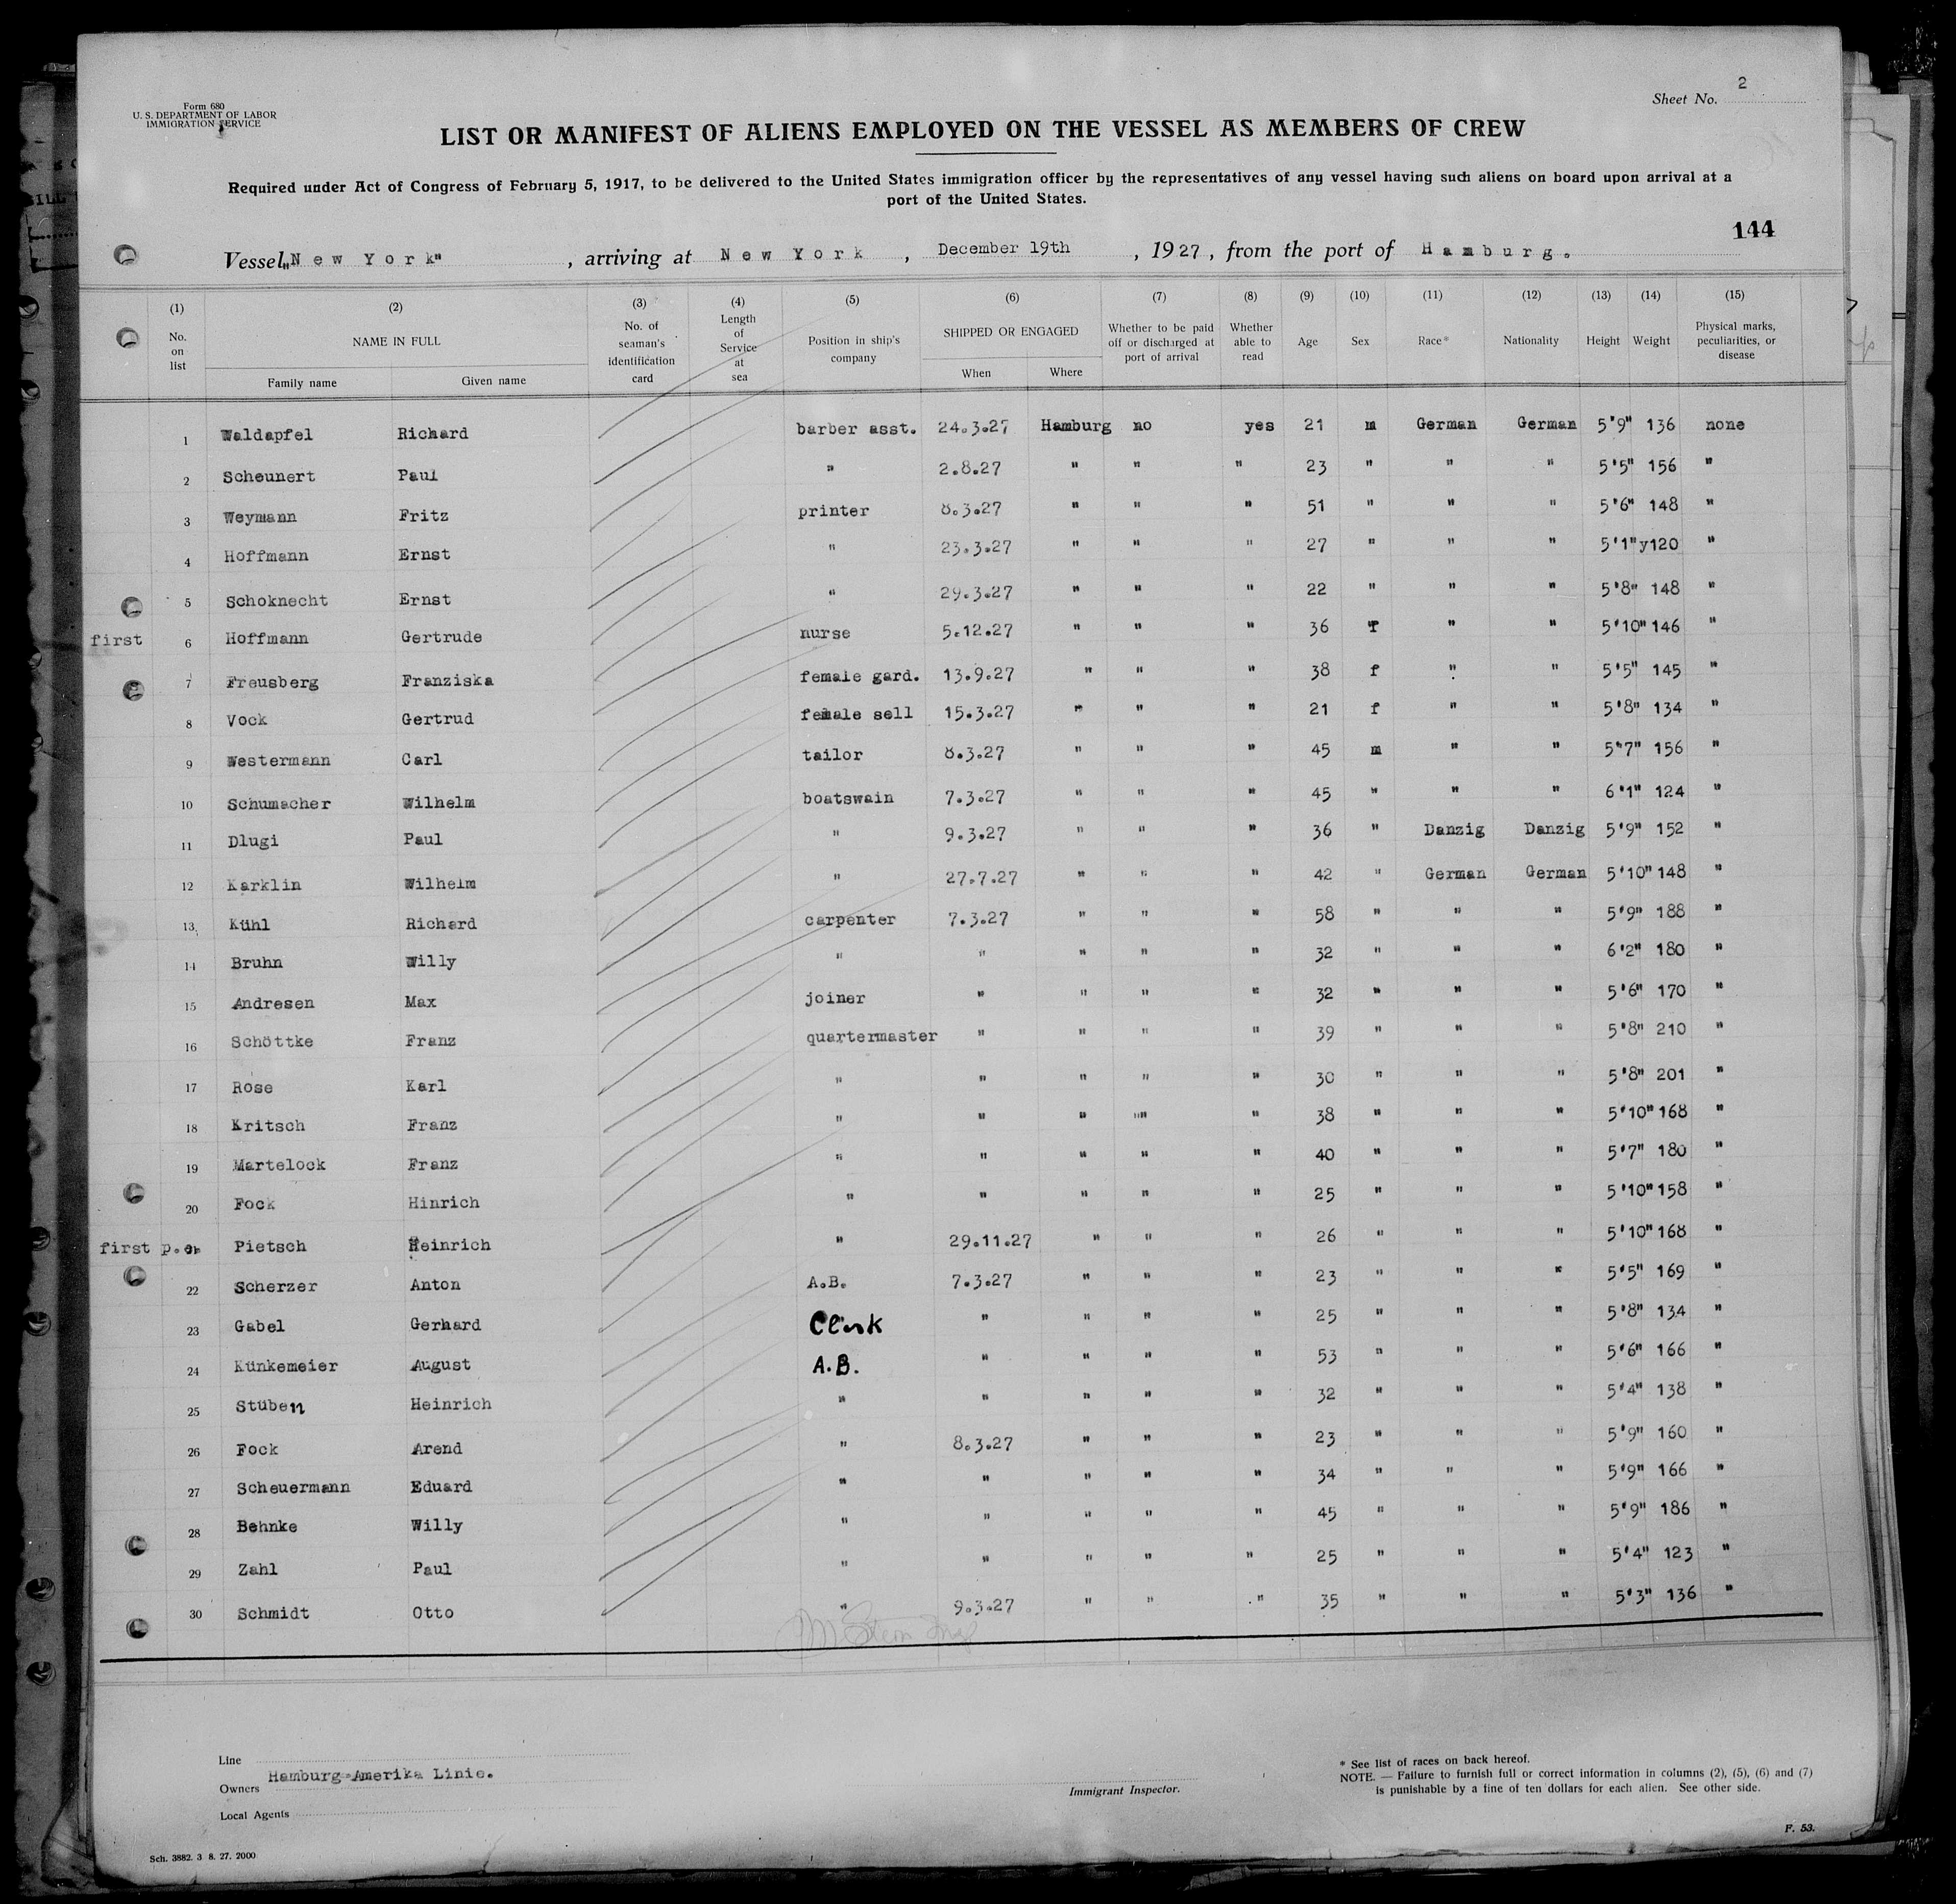 Form 680
U. S. DEPARTMENT OF LABOR
IMMIGRATION SERVICE
Sheet No. 2
LIST OR MANIFEST OF ALIENS EMPLOYED ON THE VESSEL AS MEMBERS OF CREW
Required under Act of Congress of February 5, 1917, to be delivered to the United States immigration officer by the representatives of any vessel having such aliens on board upon arrival at a
port of the United States.
144
Vessel „New York" , arriving at New York , December 19th , 1927 , from the port of Hamburg.
(1) (2) (3) (4) (5) (6) (7) (8) (9) (10) (11) (12) (13) (14) (15)
No. on list NAME IN FULL No. of seaman's identification card Length of Service at sea Position in ship's company SHIPPED OR ENGAGED Whether to be paid off or discharged at port of arrival Whether able to read Age Sex Race* Nationality Height Weight Physical marks, peculiarities, or disease
Family name Given name When Where
1 Waldapfel Richard barber asst. 24.3.27 Hamburg no yes 21 m German German 5'9" 136 none
2 Scheunert Paul " 2.8.27 " " " 23 " " " 5'5" 156 "
3 Weymann Fritz printer 8.3.27 " " " 51 " " " 5'6" 148 "
4 Hoffmann Ernst " 23.3.27 " " " 27 " " " 5'1"y120 "
5 Schoknecht Ernst " 29.3.27 " " " 22 " " " 5'8" 148 "
first 6 Hoffmann Gertrude nurse 5.12.27 " " " 36 f " " 5'10" 146 "
7 Freusberg Franziska female gard. 13.9.27 " " " 38 f " " 5'5" 145 "
8 Vock Gertrud female sell 15.3.27 " " " 21 f " " 5'8" 134 "
9 Westermann Carl tailor 8.3.27 " " " 45 m " " 5"7" 156 "
10 Schumacher Wilhelm boatswain 7.3.27 " " " 45 " " " 6'1" 124 "
11 Dlugi Paul " 9.3.27 " " " 36 " Danzig Danzig 5'9" 152 "
12 Karklin Wilhelm " 27.7.27 " " " 42 " German German 5'10" 148 "
13 Kühl Richard carpenter 7.3.27 " " " 58 " " " 5'9" 188 "
14 Bruhn Willy " " " " " 32 " " " 6'2" 180 "
15 Andresen Max joiner " " " " 32 " " " 5'6" 170 "
16 Schöttke Franz quartermaster " " " " 39 " " " 5'8" 210 "
17 Rose Karl " " " " " 30 " " " 5'8" 201 "
18 Kritsch Franz " " " "" " 38 " " " 5'10" 168 "
19 Martelock Franz " " " " " 40 " " " 5'7" 180 "
20 Fock Hinrich " " " " " 25 " " " 5'10" 158 "
first p. Pietsch Heinrich " 29.11.27 " " " 26 " " " 5'10" 168 "
22 Scherzer Anton A.B. 7.3.27 " " " 23 " " " 5'5" 169 "
23 Gabel Gerhard Clerk " " " " 25 " " " 5'8" 134 "
24 Künkemeier August A.B. " " " " 53 " " " 5'6" 166 "
25 Stüben Heinrich " " " " " 32 " " " 5'4" 138 "
26 Fock Arend " 8.3.27 " " " 23 " " " 5'9" 160 "
27 Scheuermann Eduard " " " " " 34 " " " 5'9" 166 "
28 Behnke Willy " " " " " 45 " " " 5'9" 186 "
29 Zahl Paul " " " " " 25 " " " 5'4" 123 "
30 Schmidt Otto " 9.3.27 " " " 35 " " " 5'3" 136 "
Line
Owners Hamburg-Amerika Linie.
Local Agents
Immigrant Inspector.
* See list of races on back hereof.
NOTE. — Failure to furnish full or correct information in columns (2), (5), (6) and (7)
is punishable by a fine of ten dollars for each alien. See other side.
F. 53.
Sch. 3882. 3 8. 27. 2000